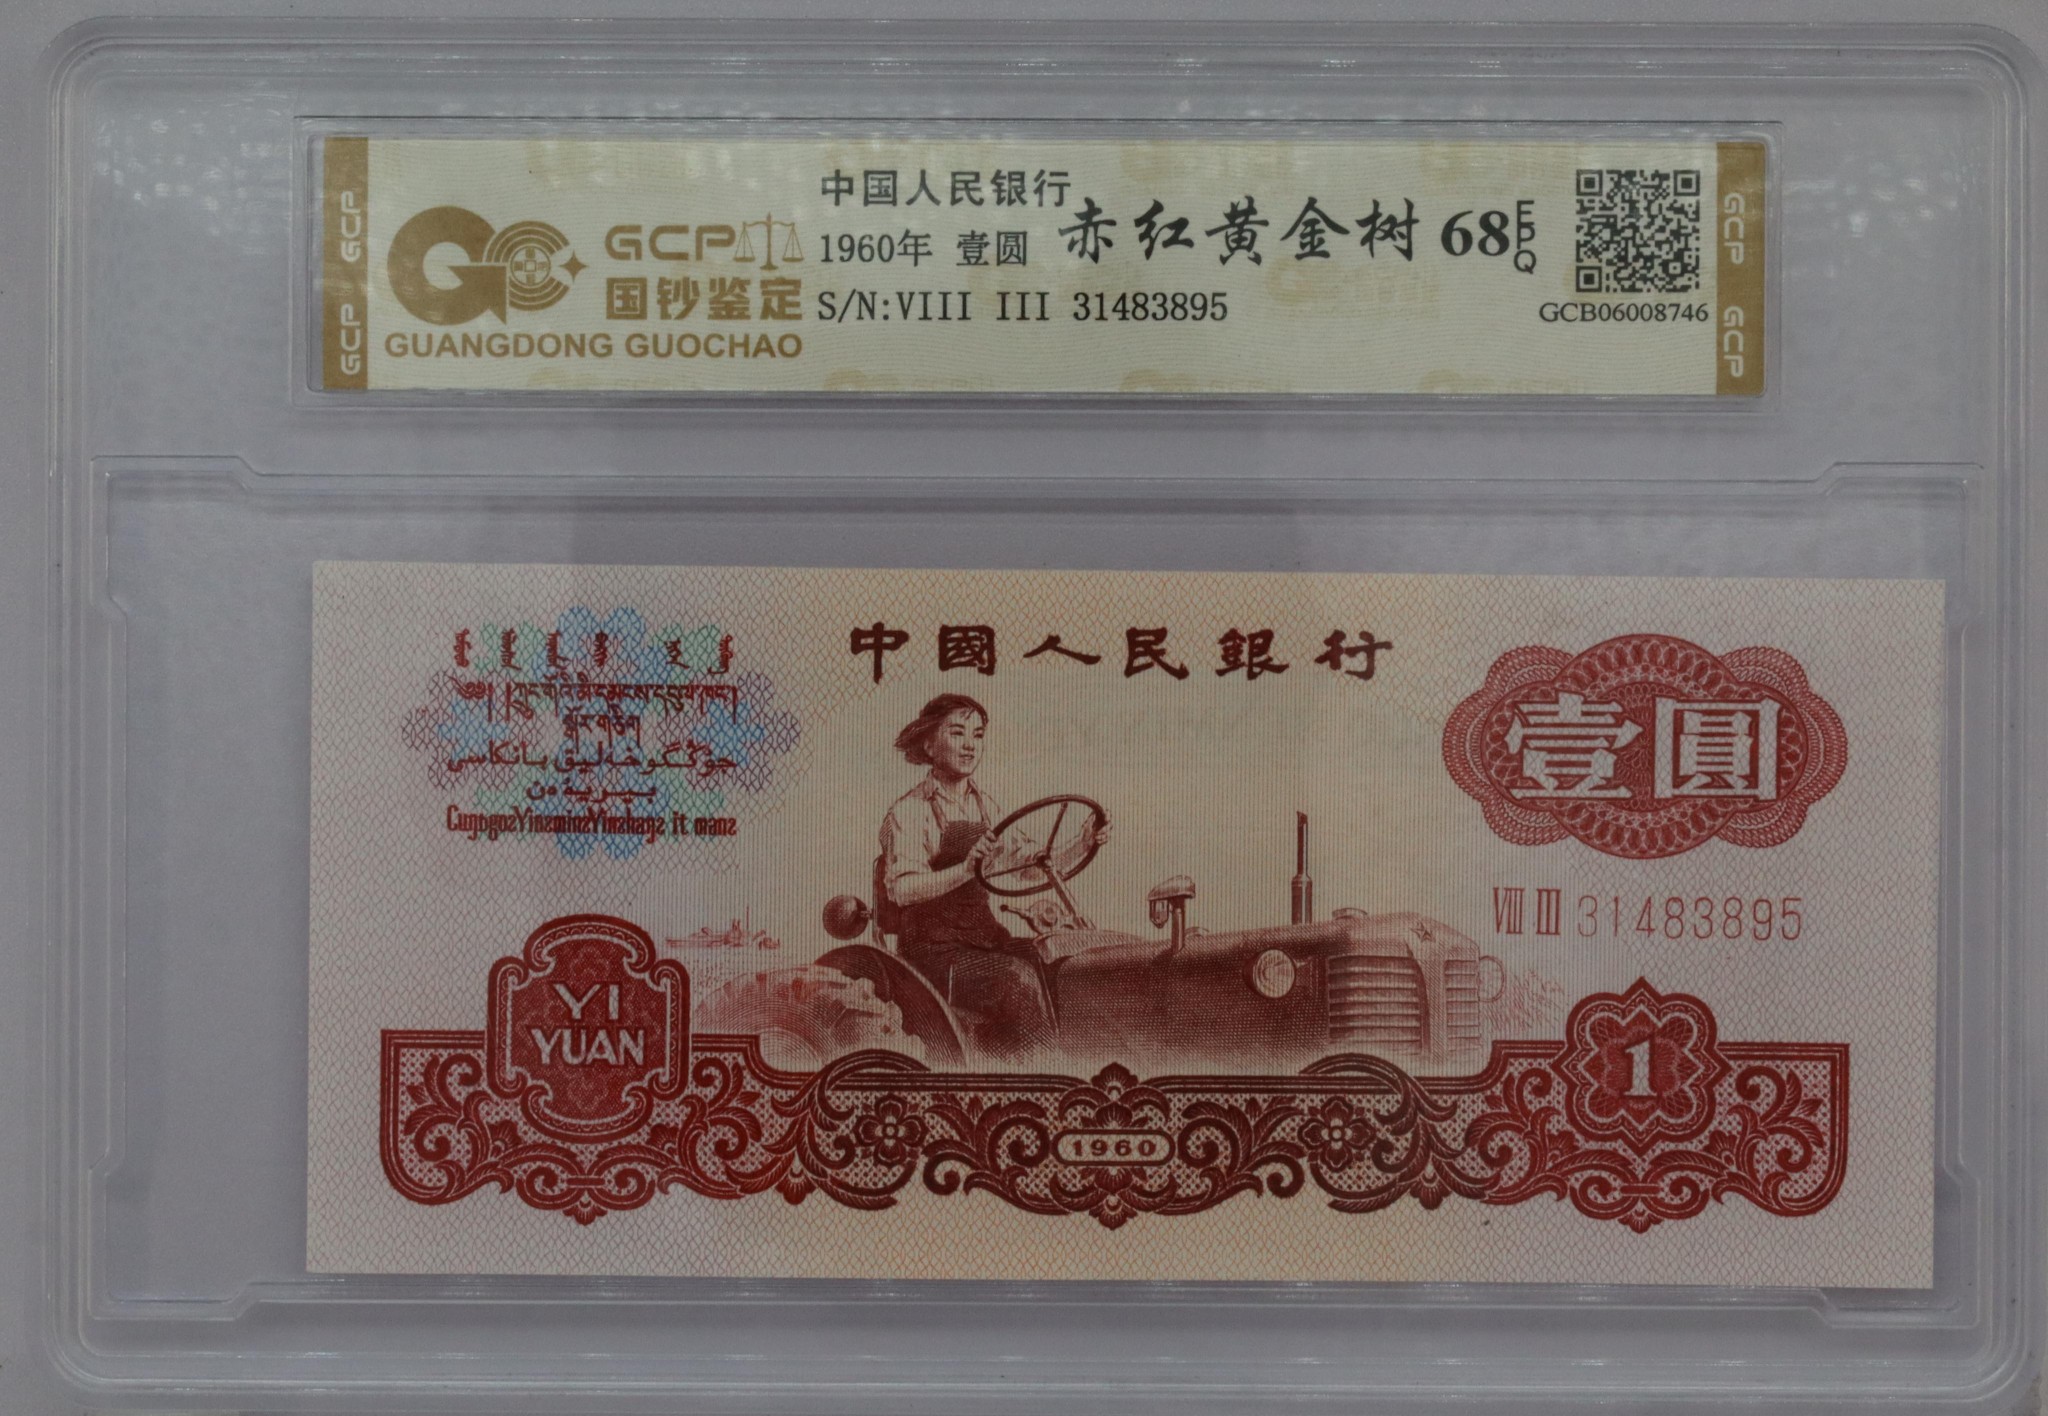 GCP
GCP
GCP
国钞鉴定
GUANGDONG GUOCHAO
中国人民银行
1960年 壹圆
S/N:VIII III 31483895
赤红黄金树 68 EPQ
GCB06008746
GCP
GCP
中國人民銀行
壹圓
VIII III 31483895
YI
YUAN
1
1960